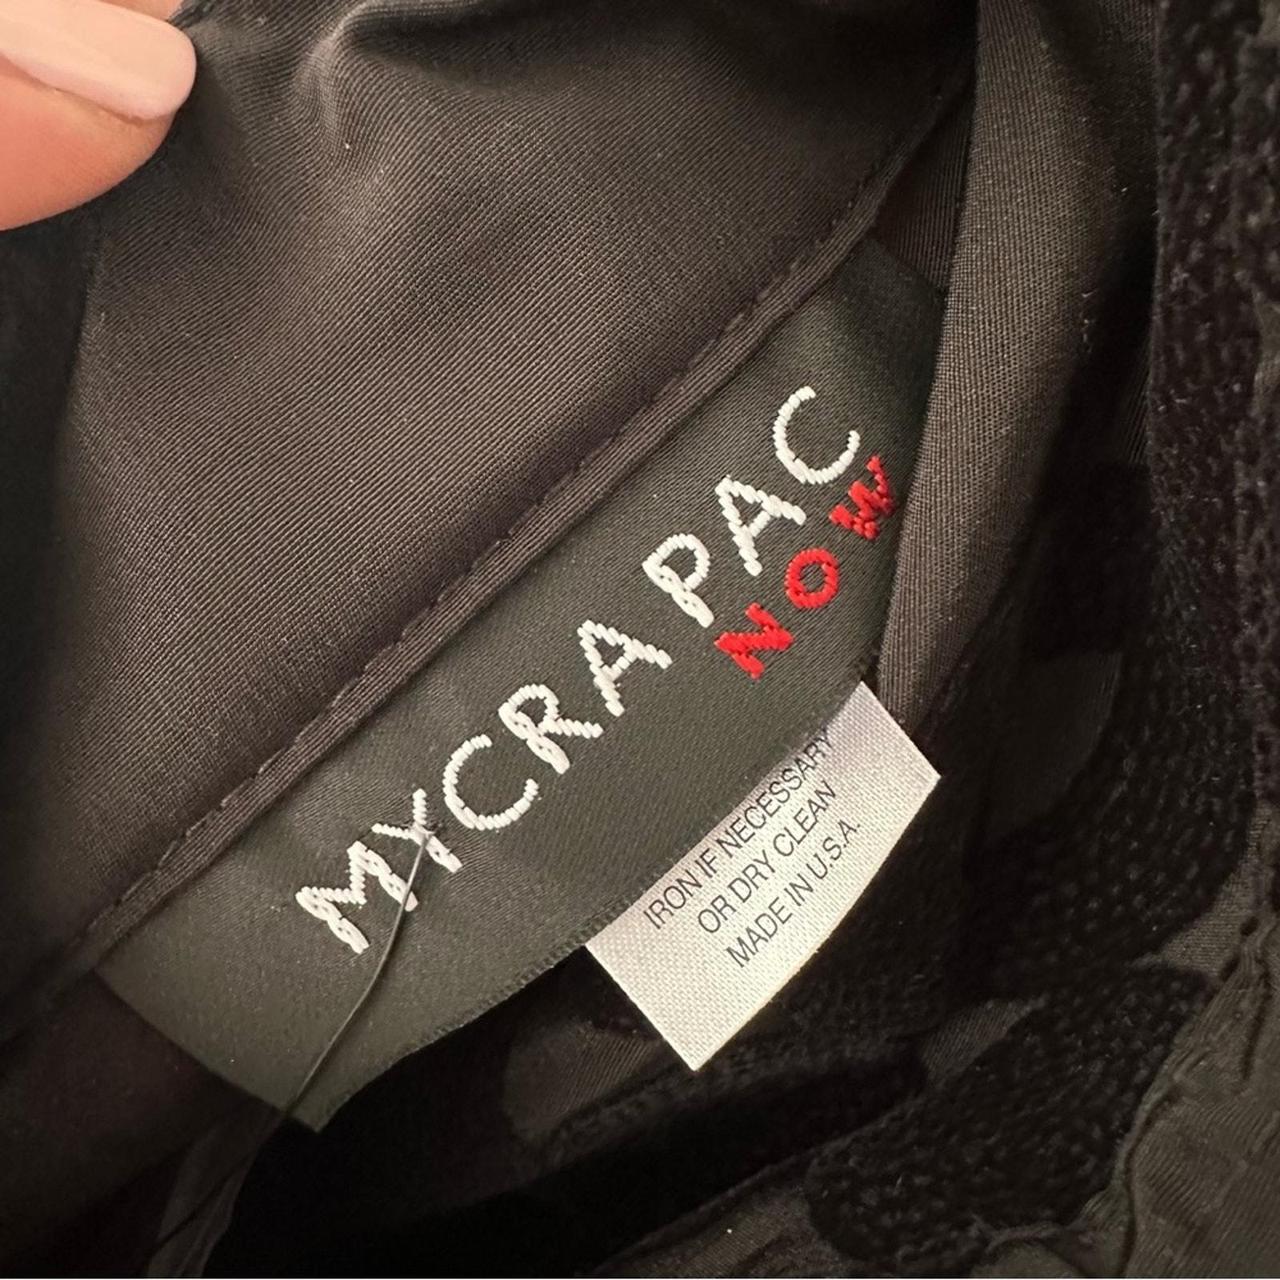 MYCRA PAC
NOW
IRON IF NECESSARY
OR DRY CLEAN
MADE IN U.S.A.